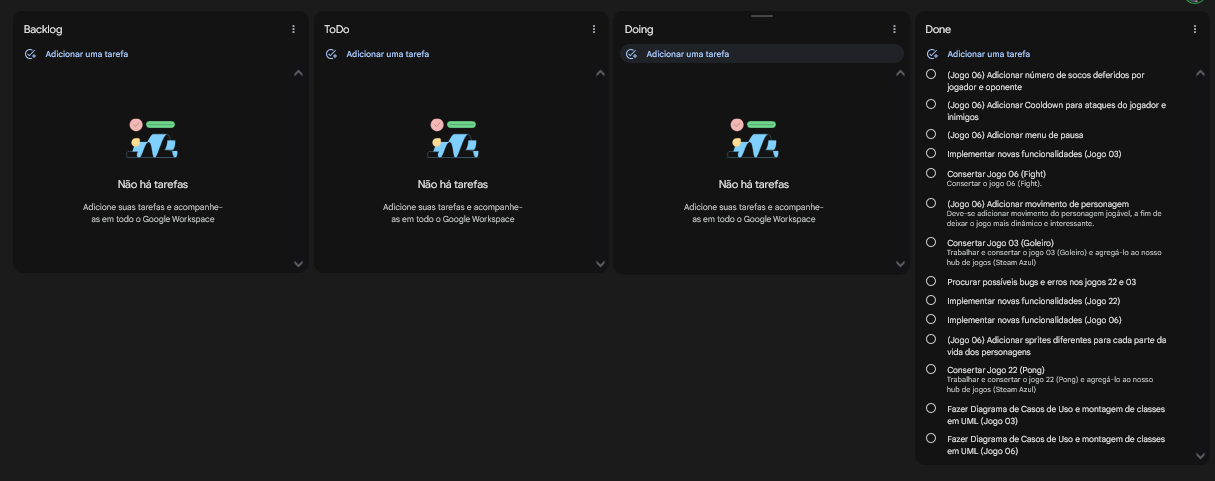 Backlog
Adicionar uma tarefa
Não há tarefas
Adicione suas tarefas e acompanhe-
as em todo o Google Workspace
ToDo
Adicionar uma tarefa
Não há tarefas
Adicione suas tarefas e acompanhe-
as em todo o Google Workspace
Doing
Adicionar uma tarefa
Não há tarefas
Adicione suas tarefas e acompanhe-
as em todo o Google Workspace
Done
Adicionar uma tarefa
(Jogo 06) Adicionar número de socos deferidos por
jogador e oponente
(Jogo 06) Adicionar Cooldown para ataques do jogador e
inimigos
(Jogo 06) Adicionar menu de pausa
Implementar novas funcionalidades (Jogo 03)
Consertar Jogo 06 (Fight)
Consertar o jogo 06 (Fight).
(Jogo 06) Adicionar movimento de personagem
Deve-se adicionar movimento do personagem jogável, a fim de
deixar o jogo mais dinâmico e interessante.
Consertar Jogo 03 (Goleiro)
Trabalhar e consertar o jogo 03 (Goleiro) e agregá-lo ao nosso
hub de jogos (Steam Azul)
Procurar possíveis bugs e erros nos jogos 22 e 03
Implementar novas funcionalidades (Jogo 22)
Implementar novas funcionalidades (Jogo 06)
(Jogo 06) Adicionar sprites diferentes para cada parte da
vida dos personagens
Consertar Jogo 22 (Pong)
Trabalhar e consertar o jogo 22 (Pong) e agregá-lo ao nosso
hub de jogos (Steam Azul)
Fazer Diagrama de Casos de Uso e montagem de classes
em UML (Jogo 03)
Fazer Diagrama de Casos de Uso e montagem de classes
em UML (Jogo 06)